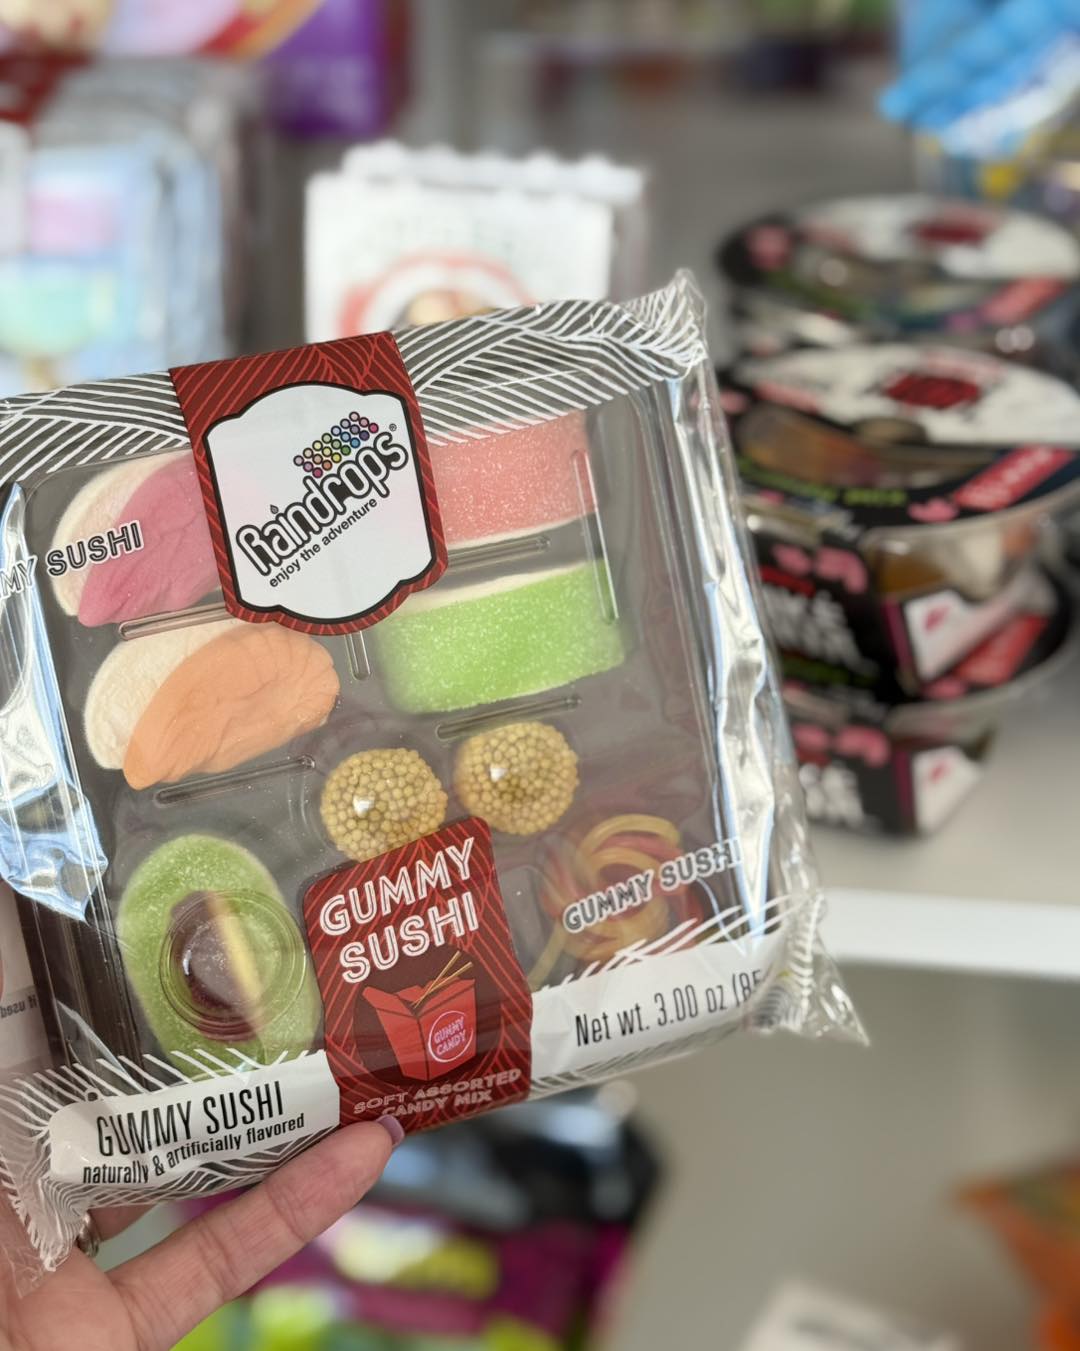 Raindrops®
enjoy the adventure
MY SUSHI
GUMMY
SUSHI
GUMMY
CANDY
SOFT ASSORTED
CANDY MIX
GUMMY SUSHI
Net wt. 3.00 oz (85
GUMMY SUSHI
naturally & artificially flavored